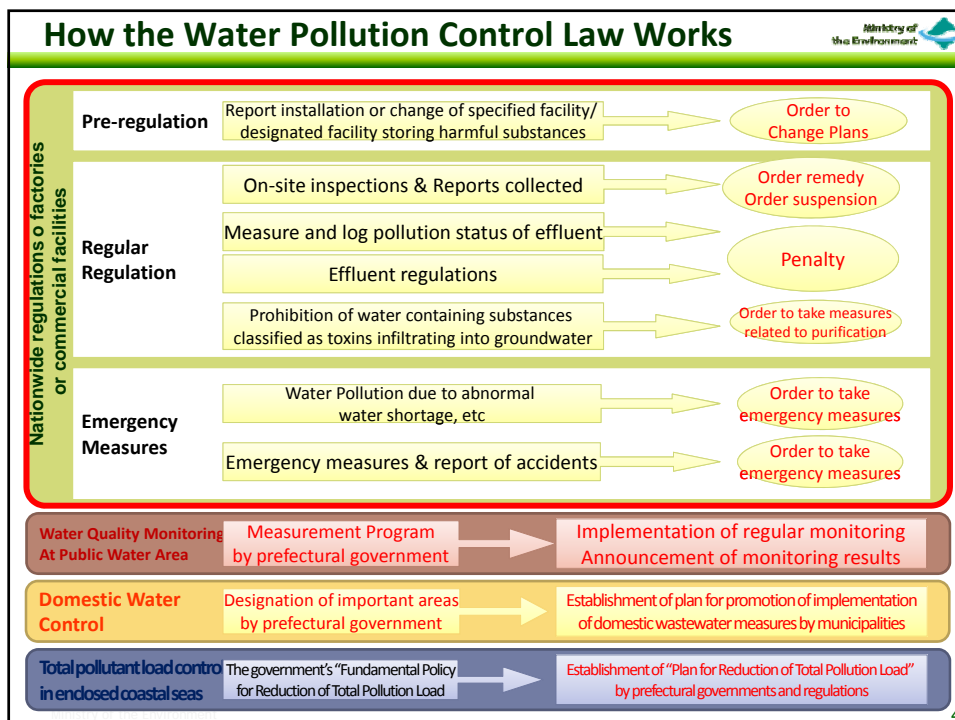 How the Water Pollution Control Law Works
Ministry of
the Environment
Nationwide regulations o factories
or commercial facilities
Pre-regulation
Report installation or change of specified facility/
designated facility storing harmful substances
Order to
Change Plans
Regular
Regulation
On-site inspections & Reports collected
Order remedy
Order suspension
Measure and log pollution status of effluent
Effluent regulations
Penalty
Prohibition of water containing substances
classified as toxins infiltrating into groundwater
Order to take measures
related to purification
Emergency
Measures
Water Pollution due to abnormal
water shortage, etc
Order to take
emergency measures
Emergency measures & report of accidents
Order to take
emergency measures
Water Quality Monitoring
At Public Water Area
Measurement Program
by prefectural government
Implementation of regular monitoring
Announcement of monitoring results
Domestic Water
Control
Designation of important areas
by prefectural government
Establishment of plan for promotion of implementation
of domestic wastewater measures by municipalities
Total pollutant load control
in enclosed coastal seas
The government's “Fundamental Policy
for Reduction of Total Pollution Load
Establishment of “Plan for Reduction of Total Pollution Load”
by prefectural governments and regulations
Ministry of the Environment